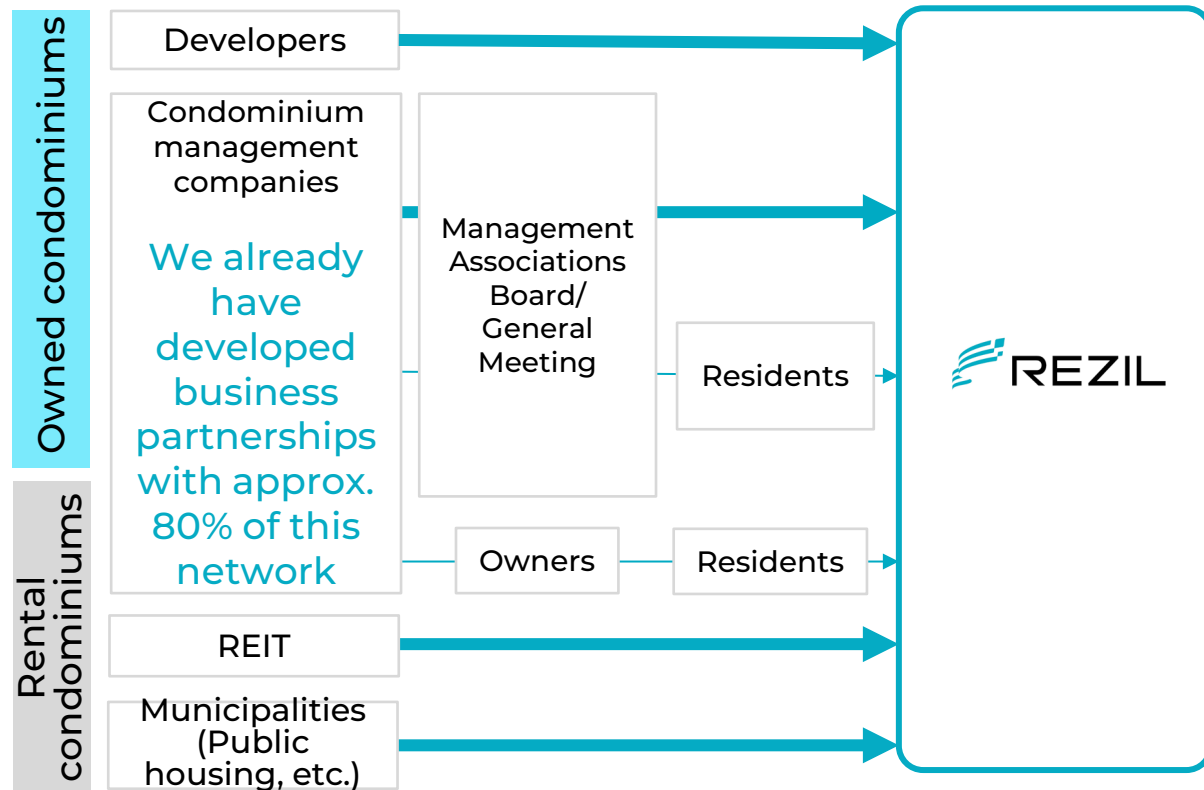 Owned condominiums
Developers
Condominium
management
companies
We already
have
developed
business
partnerships
with approx.
80% of this
network
Management
Associations
Board/
General
Meeting
Residents
REZIL
Rental
condominiums
Owners
Residents
REIT
Municipalities
(Public
housing, etc.)